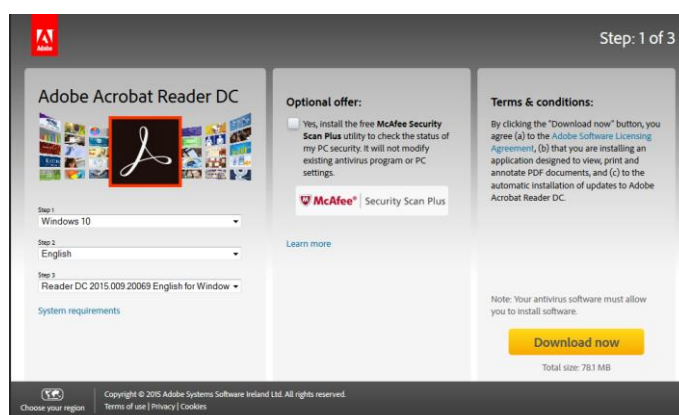 Adobe
Step: 1 of 3
Adobe Acrobat Reader DC
Step 1
Windows 10
Step 2
English
Step 3
Reader DC 2015.009.20069 English for Window
System requirements
Optional offer:
Yes, install the free McAfee Security
Scan Plus utility to check the status of
my PC security. It will not modify
existing antivirus program or PC
settings.
McAfee® Security Scan Plus
Learn more
Terms & conditions:
By clicking the "Download now" button, you
agree (a) to the Adobe Software Licensing
Agreement, (b) that you are installing an
application designed to view, print and
annotate PDF documents, and (c) to the
automatic installation of updates to Adobe
Acrobat Reader DC.
Note: Your antivirus software must allow
you to install software.
Download now
Total size: 78.1 MB
Choose your region
Copyright © 2015 Adobe Systems Software Ireland Ltd. All rights reserved.
Terms of use | Privacy | Cookies